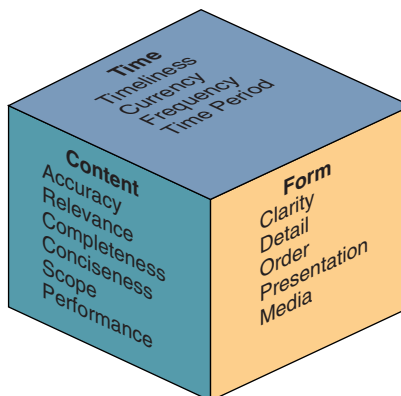 Time
Timeliness
Currency
Frequency
Time Period
Content
Accuracy
Relevance
Completeness
Conciseness
Scope
Performance
Form
Clarity
Detail
Order
Presentation
Media